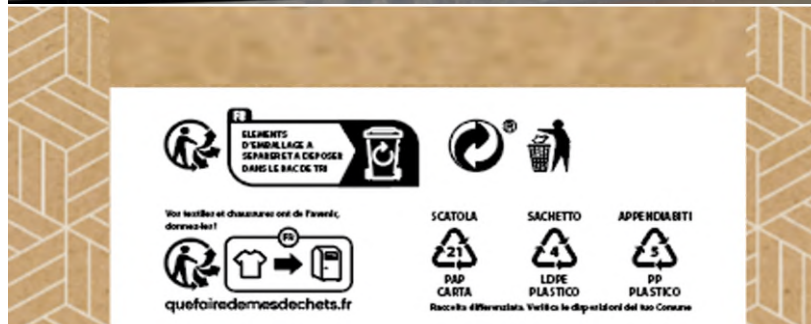 FR
ELEMENTS
D'EMBALLAGE A
SEPARER ET A DEPOSER
DANS LE BAC DE TRI
®
Vos textiles et chaussures ont de l'avenir,
donnez-les!
FR
quefairedemesdechets.fr
SCATOLA
21
PAP
CARTA
SACHETTO
4
LDPE
PLASTICO
APPENDIABITI
5
PP
PLASTICO
Raccolta differenziata. Verifica le disposizioni del tuo Comune